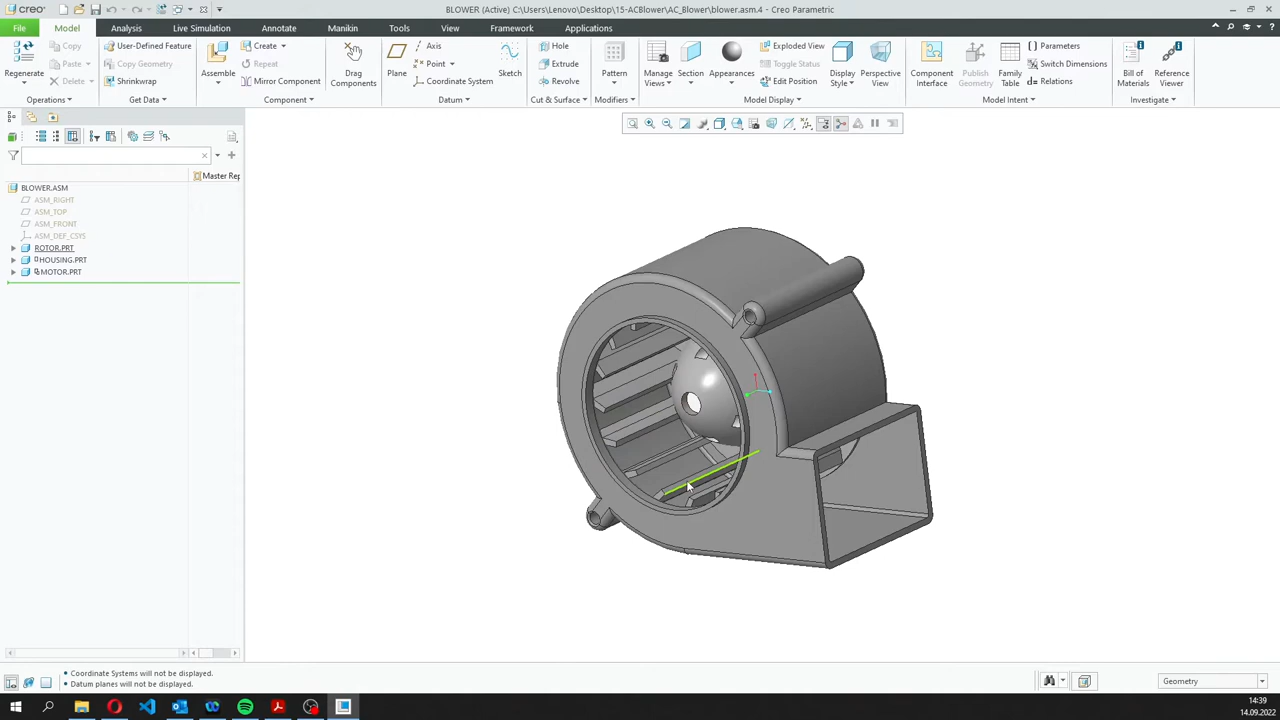 creo
BLOWER (Active) C:\Users\Lenovo\Desktop\15-ACBlower\AC_Blower\blower.asm.4 - Creo Parametric
File Model Analysis Live Simulation Annotate Manikin Tools View Framework Applications
Regenerate
Copy
Paste
Delete
User-Defined Feature
Copy Geometry
Shrinkwrap
Assemble
Create
Repeat
Mirror Component
Drag
Components
Plane
Axis
Point
Coordinate System
Sketch
Hole
Extrude
Revolve
Pattern
Manage
Views
Section
Appearances
Exploded View
Toggle Status
Edit Position
Display
Style
Perspective
View
Component
Interface
Publish
Geometry
Family
Table
Parameters
Switch Dimensions
Relations
Bill of
Materials
Reference
Viewer
Operations Get Data Component Datum Cut & Surface Modifiers Model Display Model Intent Investigate
Master Rep
BLOWER.ASM
ASM_RIGHT
ASM_TOP
ASM_FRONT
ASM_DEF_CSYS
ROTOR.PRT
HOUSING.PRT
MOTOR.PRT
Coordinate Systems will not be displayed.
Datum planes will not be displayed.
Geometry
14:39
14.09.2022